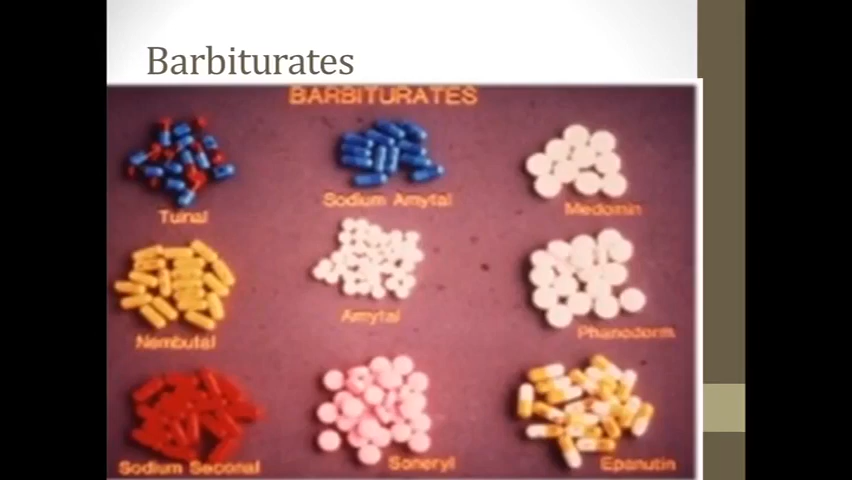 Barbiturates
BARBITURATES
Tuinal
Sodium Amytal
Medomin
Nembutal
Amytal
Phanodorm
Sodium Seconal
Soneryl
Epanutin